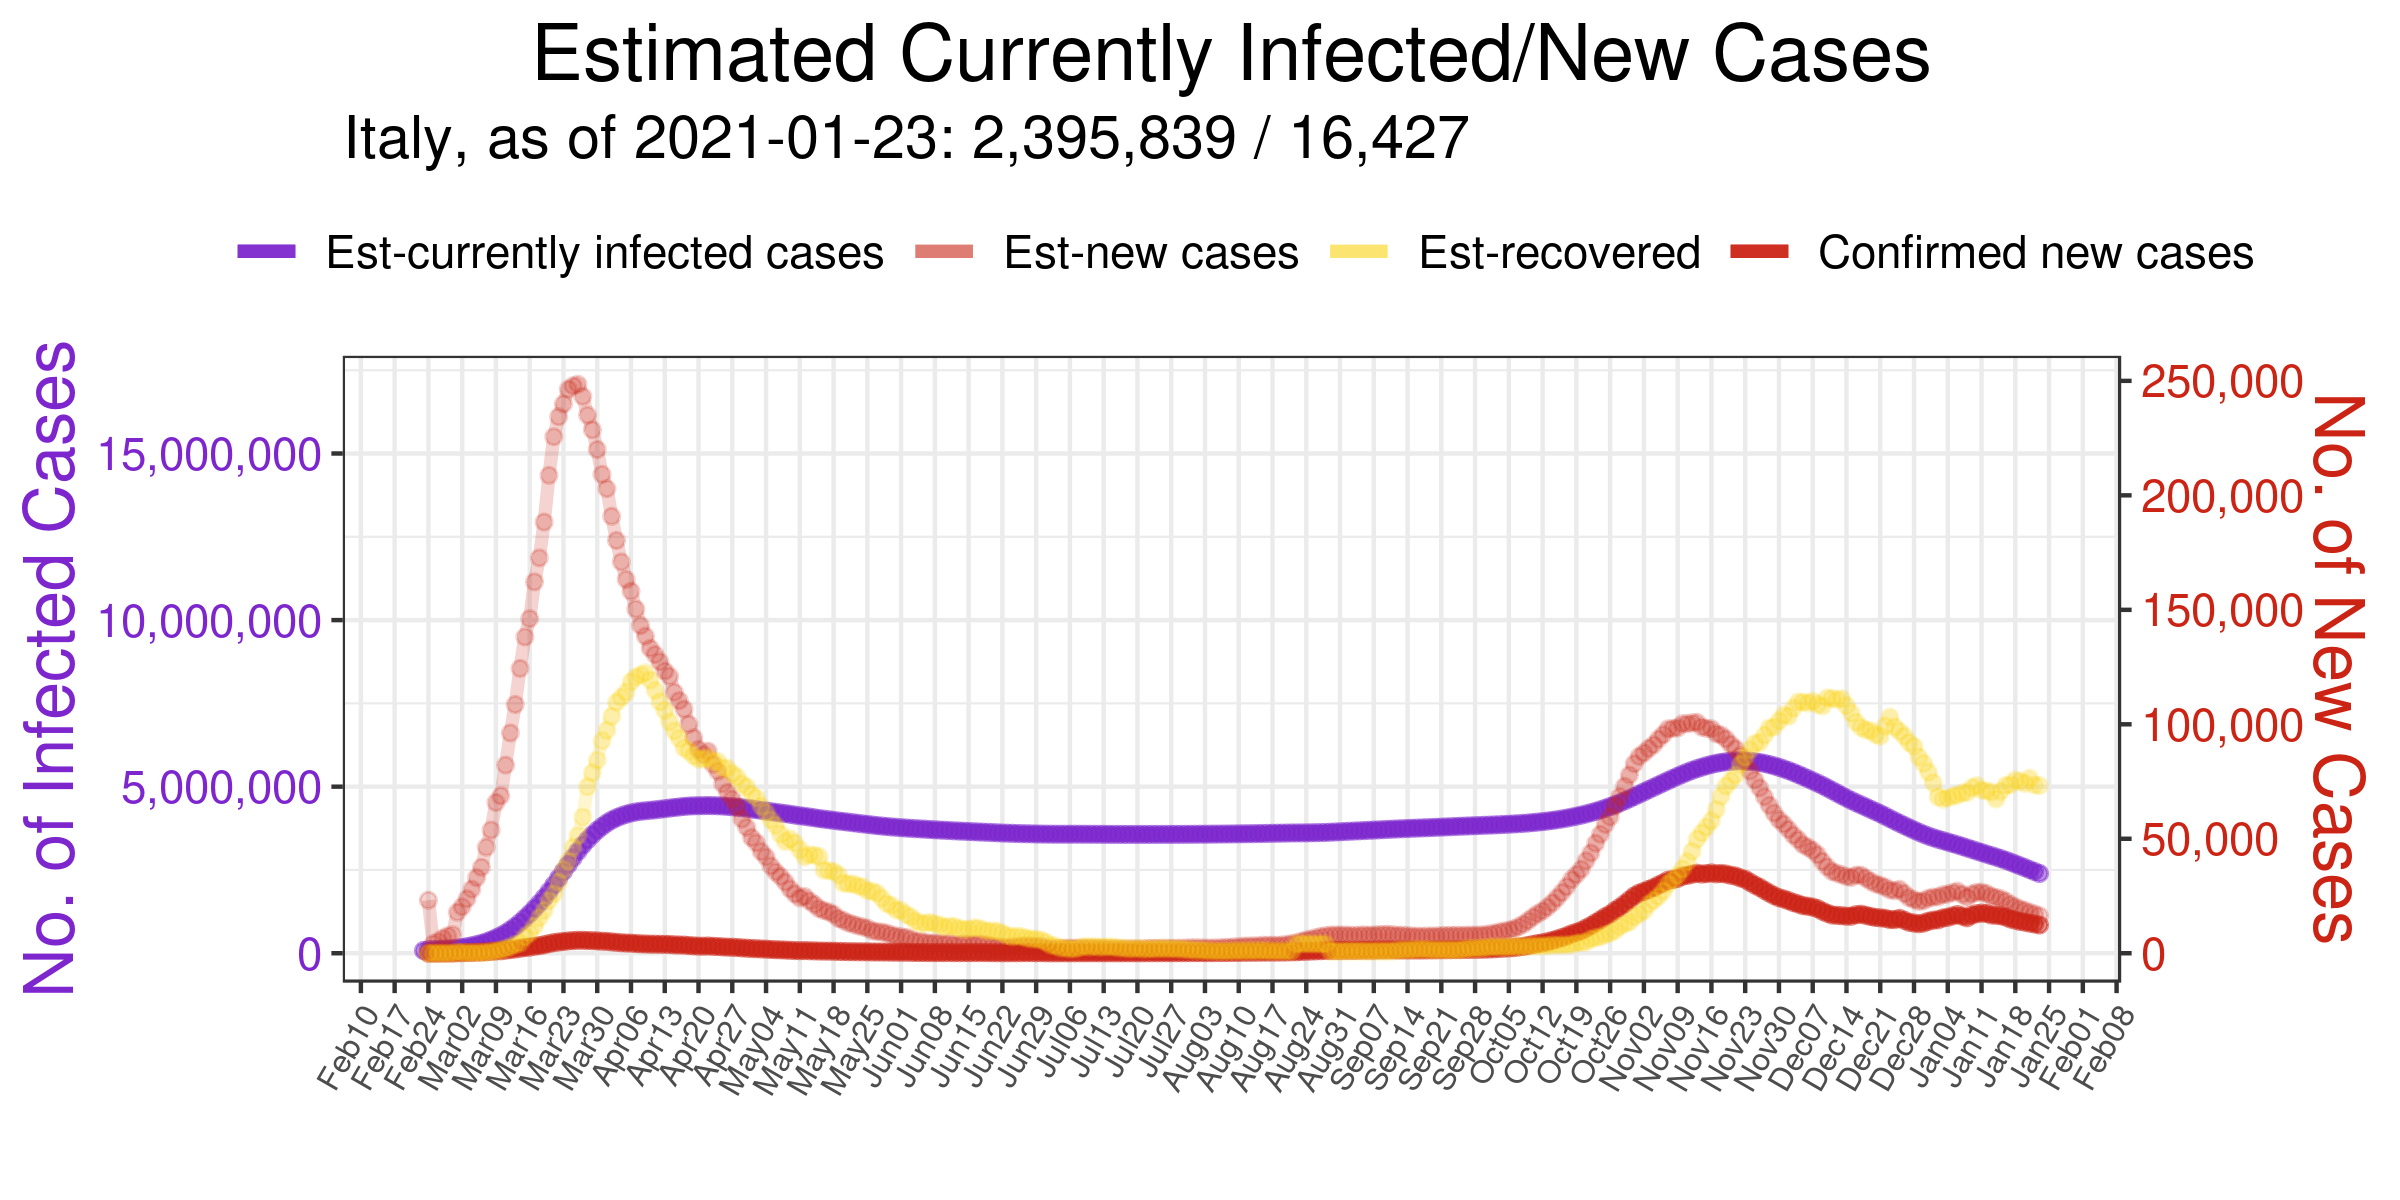 Estimated Currently Infected/New Cases
Italy, as of 2021-01-23: 2,395,839 / 16,427
Est-currently infected cases
Est-new cases
Est-recovered
Confirmed new cases
No. of Infected Cases
15,000,000
10,000,000
5,000,000
0
250,000
200,000
150,000
100,000
50,000
0
No. of New Cases
Feb10
Feb17
Feb24
Mar02
Mar09
Mar16
Mar23
Mar30
Apr06
Apr13
Apr20
Apr27
May04
May11
May18
May25
Jun01
Jun08
Jun15
Jun22
Jun29
Jul06
Jul13
Jul20
Jul27
Aug03
Aug10
Aug17
Aug24
Aug31
Sep07
Sep14
Sep21
Sep28
Oct05
Oct12
Oct19
Oct26
Nov02
Nov09
Nov16
Nov23
Nov30
Dec07
Dec14
Dec21
Dec28
Jan04
Jan11
Jan18
Jan25
Feb01
Feb08